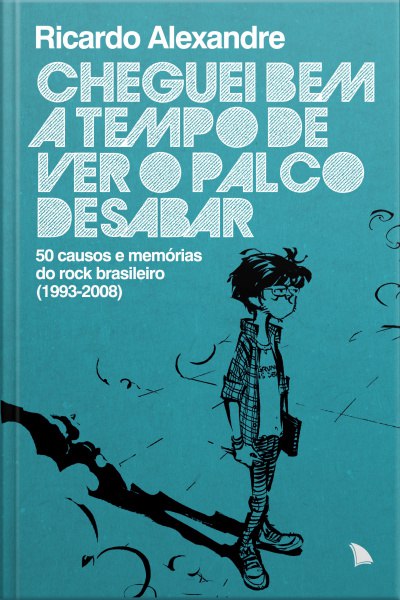 Ricardo Alexandre
CHEGUEI BEM
A TEMPO DE
VER O PALCO
DESABAR
50 causos e memórias
do rock brasileiro
(1993-2008)